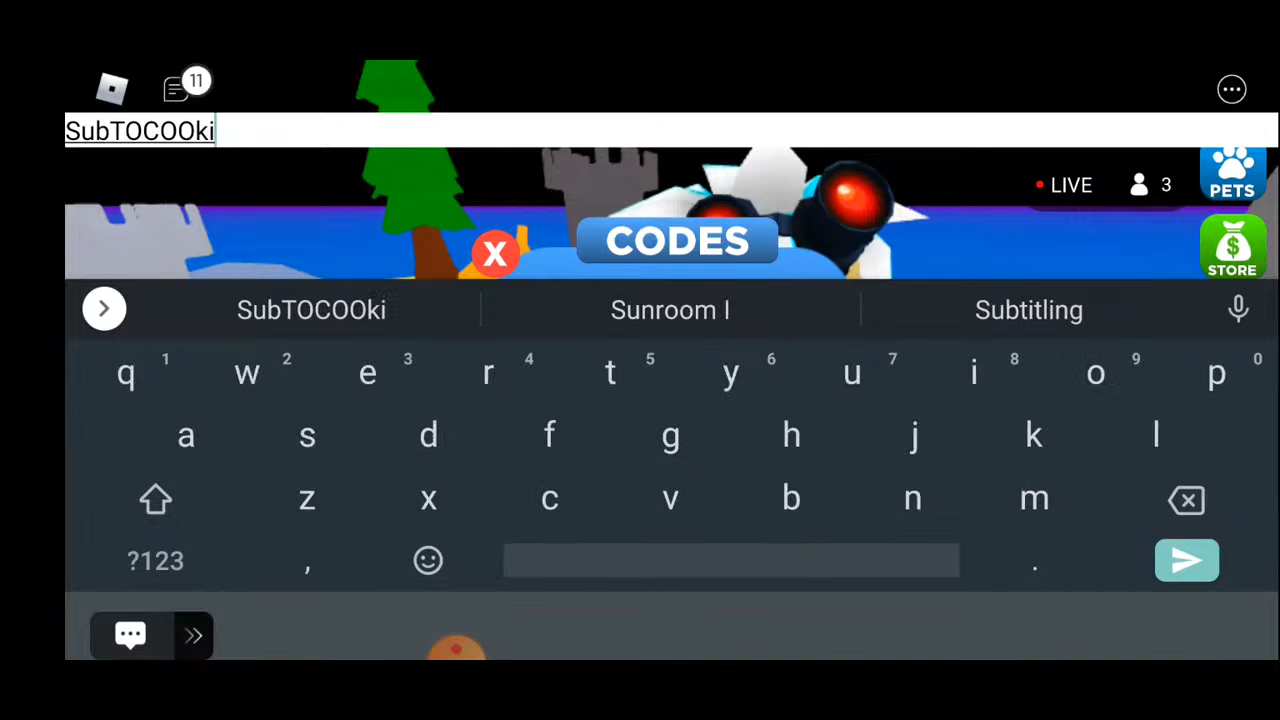 11
SubTOCOOki
LIVE 3
PETS
X CODES
$
STORE
SubTOCOOki Sunroom I Subtitling
q 1 w 2 e 3 r 4 t 5 y 6 u 7 i 8 o 9 p 0
a s d f g h j k l
z x c v b n m
?123 , .